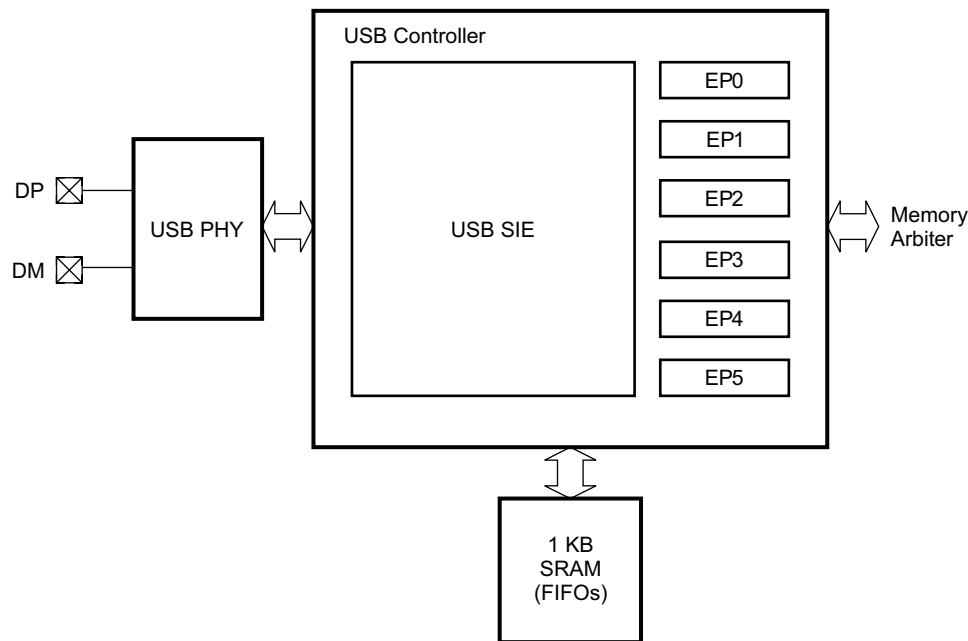 USB Controller
EP0
EP1
DP
USB PHY
USB SIE
EP2
Memory
Arbiter
DM
EP3
EP4
EP5
1 KB
SRAM
(FIFOs)